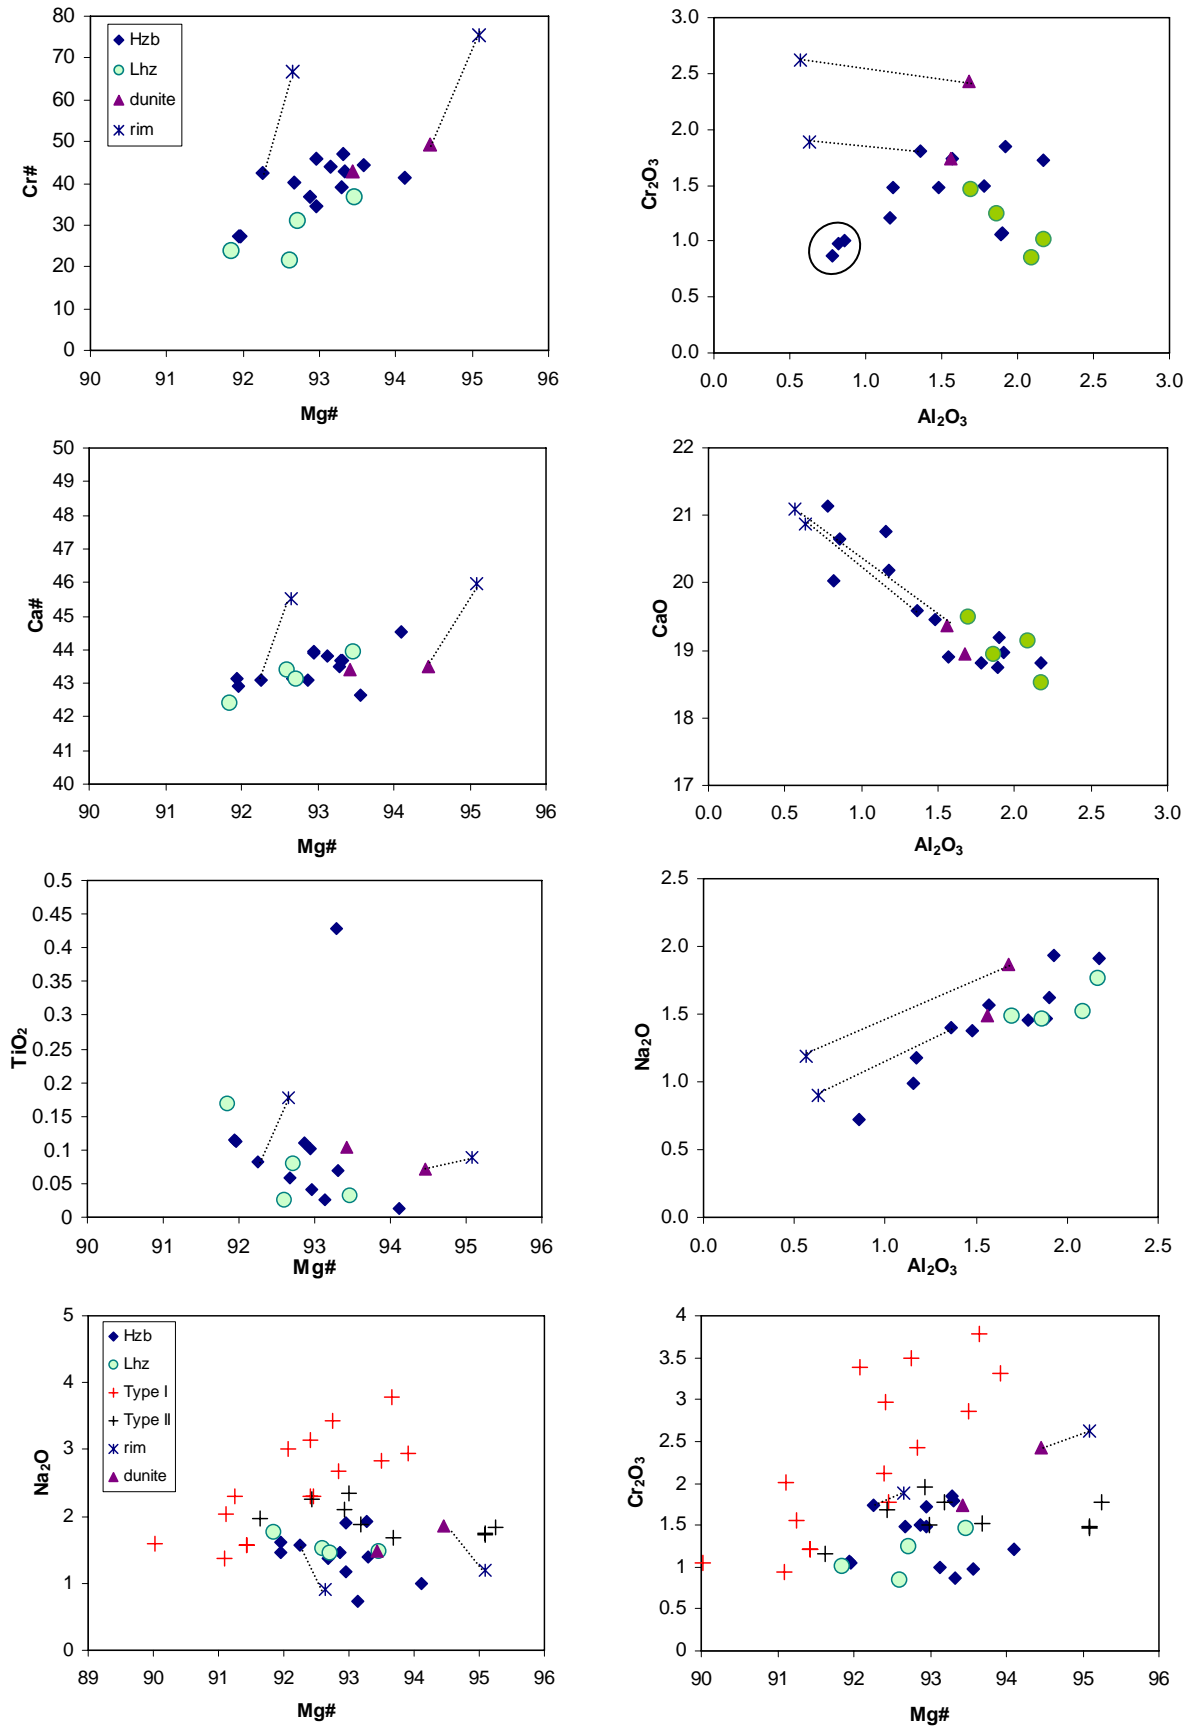 80
70
60
50
40
30
20
10
0
Cr#
Hzb
Lhz
dunite
rim
90 91 92 93 94 95 96
Mg#
3.0
2.5
2.0
1.5
1.0
0.5
0.0
Cr₂O₃
0.0 0.5 1.0 1.5 2.0 2.5 3.0
Al₂O₃
50
49
48
47
46
45
44
43
42
41
40
Ca#
90 91 92 93 94 95 96
Mg#
22
21
20
19
18
17
CaO
0.0 0.5 1.0 1.5 2.0 2.5 3.0
Al₂O₃
0.5
0.45
0.4
0.35
0.3
0.25
0.2
0.15
0.1
0.05
0
TiO₂
90 91 92 93 94 95 96
Mg#
2.5
2.0
1.5
1.0
0.5
0.0
Na₂O
0.0 0.5 1.0 1.5 2.0 2.5
Al₂O₃
5
4
3
2
1
0
Na₂O
Hzb
Lhz
Type I
Type II
rim
dunite
89 90 91 92 93 94 95 96
Mg#
4
3.5
3
2.5
2
1.5
1
0.5
0
Cr₂O₃
90 91 92 93 94 95 96
Mg#